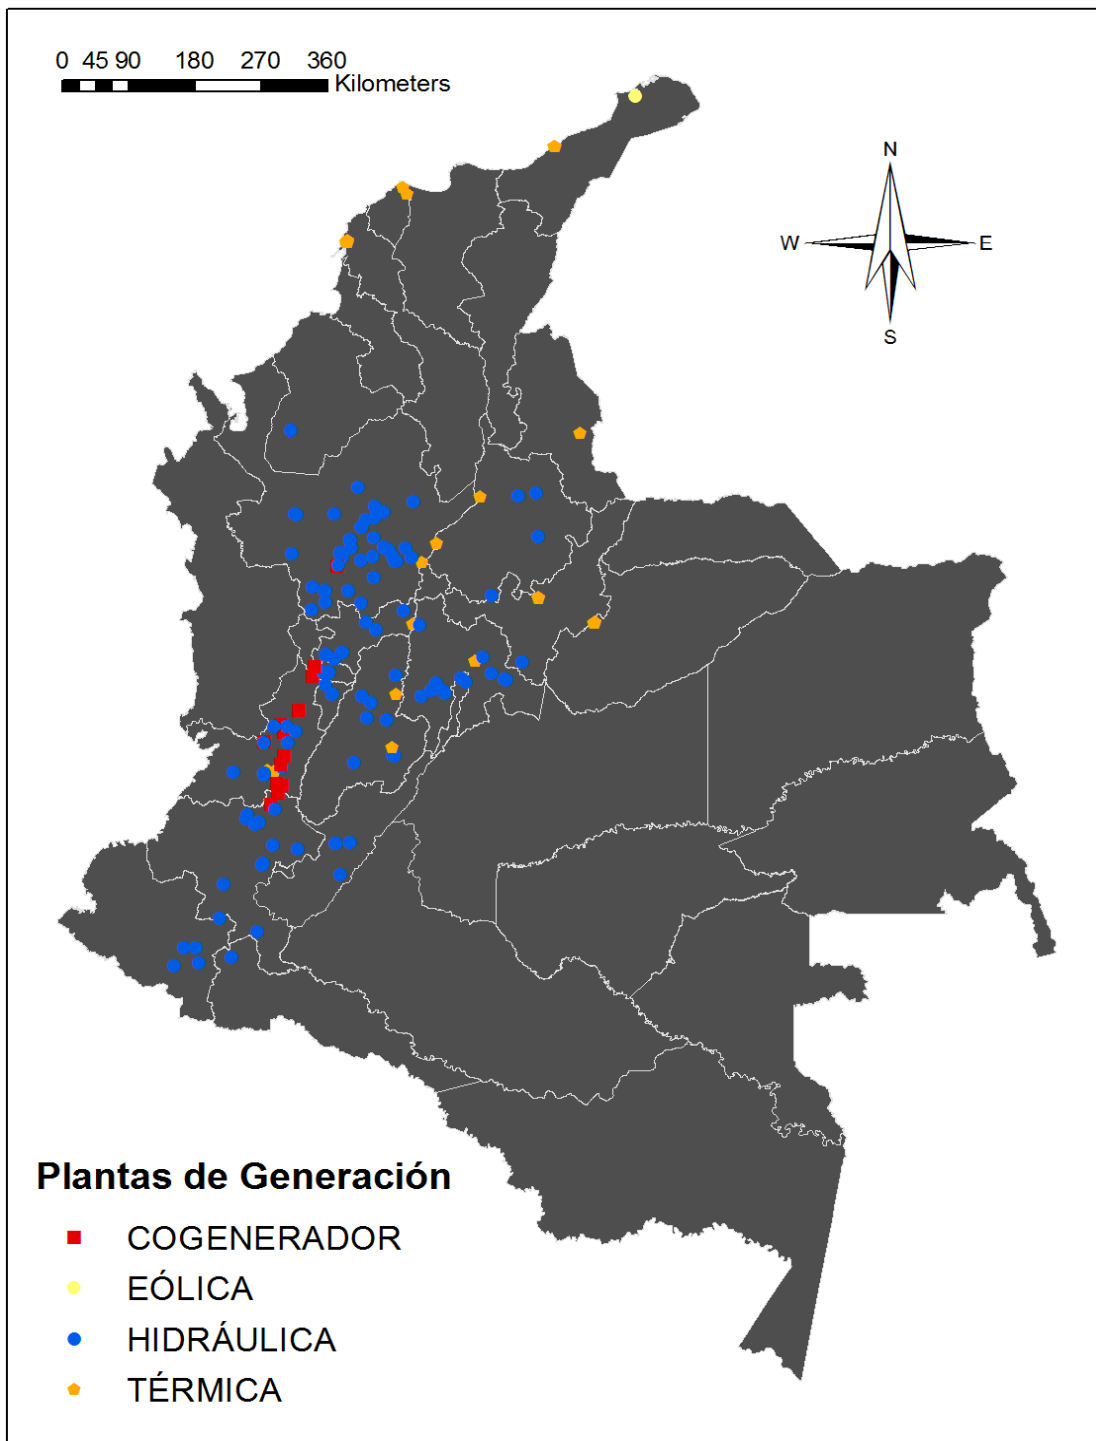 0 45 90 180 270 360
Kilometers
N
W E
S
Plantas de Generación
COGENERADOR
EÓLICA
HIDRÁULICA
TÉRMICA